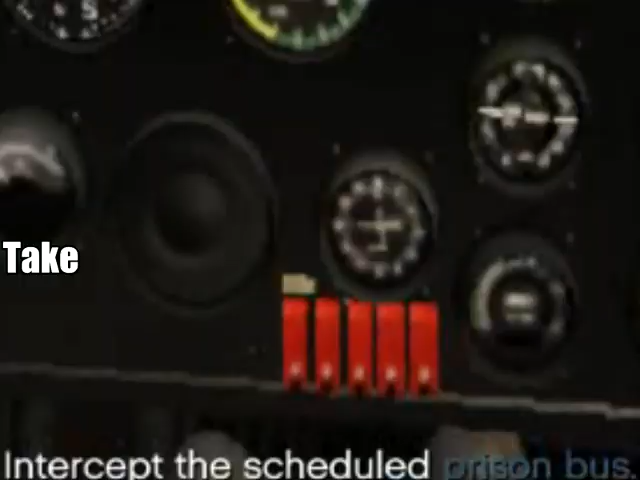 Take
Intercept the scheduled prison bus.